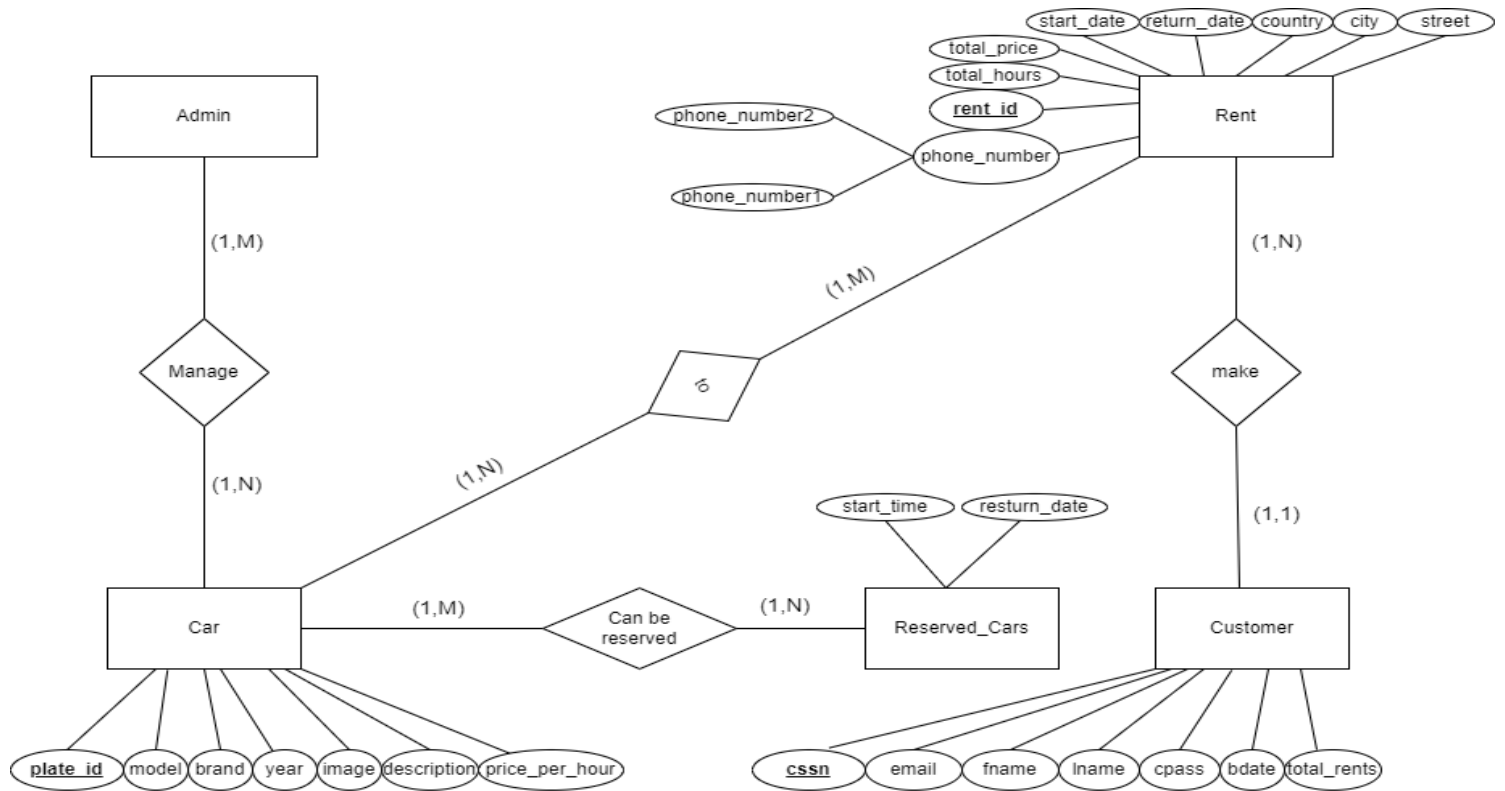 start_date
return_date
country
city
street
total_price
total_hours
rent_id
phone_number
phone_number2
phone_number1
Admin
Rent
(1,M)
(1,N)
(1,M)
Manage
to
make
(1,N)
(1,N)
(1,1)
start_time
resturn_date
Car
(1,M)
Can be
reserved
(1,N)
Reserved_Cars
Customer
plate_id
model
brand
year
image
description
price_per_hour
cssn
email
fname
lname
cpass
bdate
total_rents